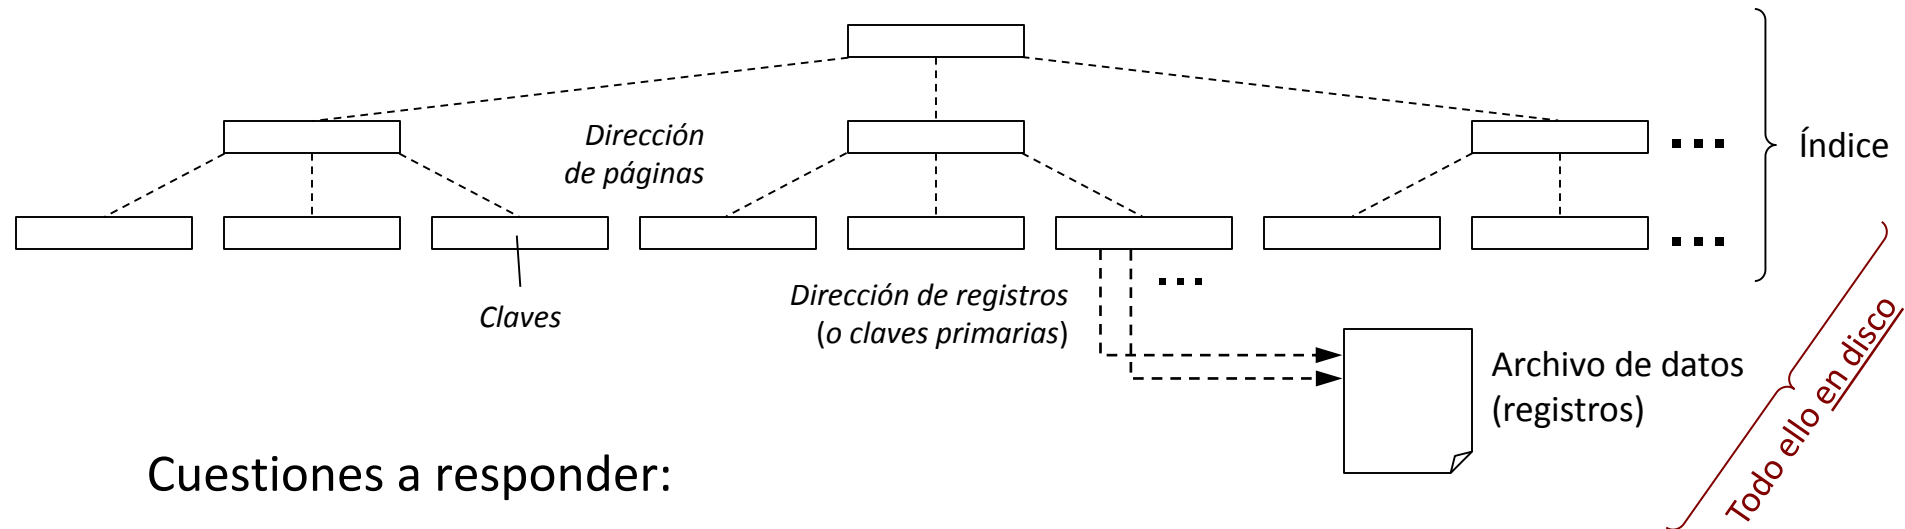 Dirección
de páginas
Índice
Claves
Dirección de registros
(o claves primarias)
Archivo de datos
(registros)
Todo ello en disco
Cuestiones a responder: